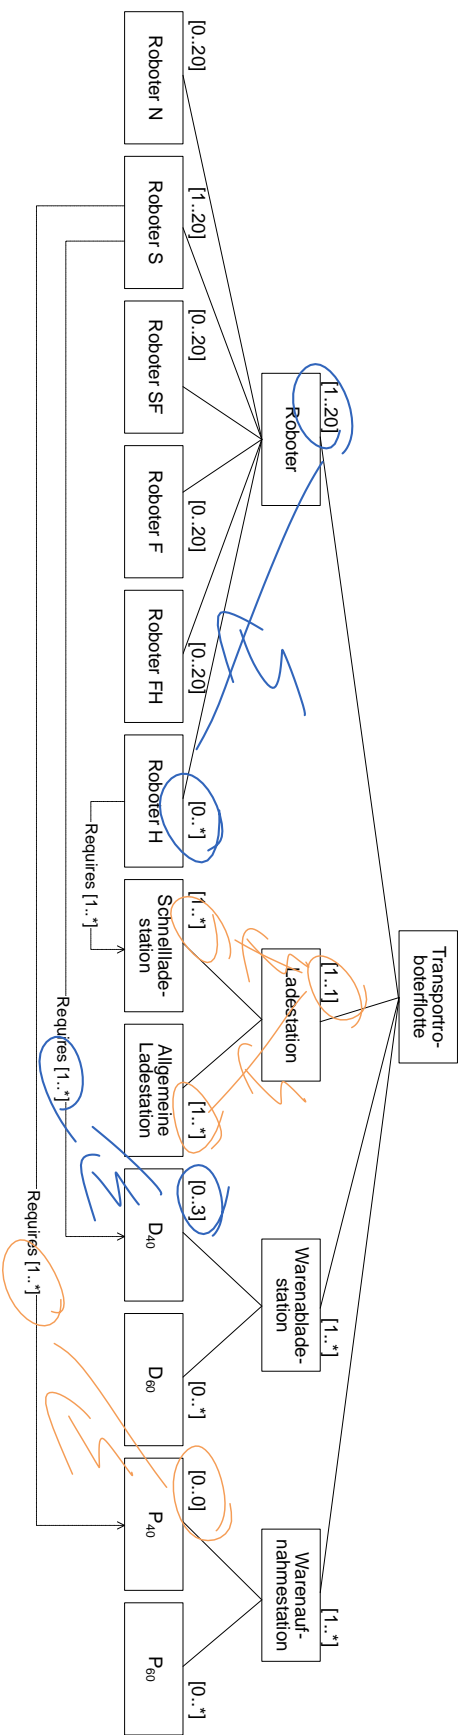 Transportro-
boterflotte
[1..20]
Roboter
[1..1]
Ladestation
Warenablade-
station
[1..*]
Warenauf-
nahmestation
[1..*]
[0..20]
Roboter N
[1..20]
Roboter S
[0..20]
Roboter SF
[0..20]
Roboter F
[0..20]
Roboter FH
[0..*]
Roboter H
[1..*]
Schnelllade-
station
[1..*]
Allgemeine
Ladestation
[0..3]
D40
[0..*]
D60
[0..0]
P40
[0..*]
P60
Requires [1..*]
Requires [1..*]
Requires [1..*]